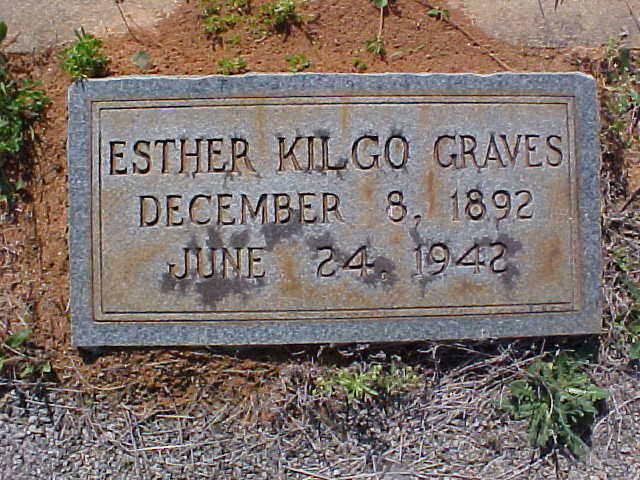 ESTHER KILGO GRAVES
DECEMBER 8, 1892
JUNE 24, 1942